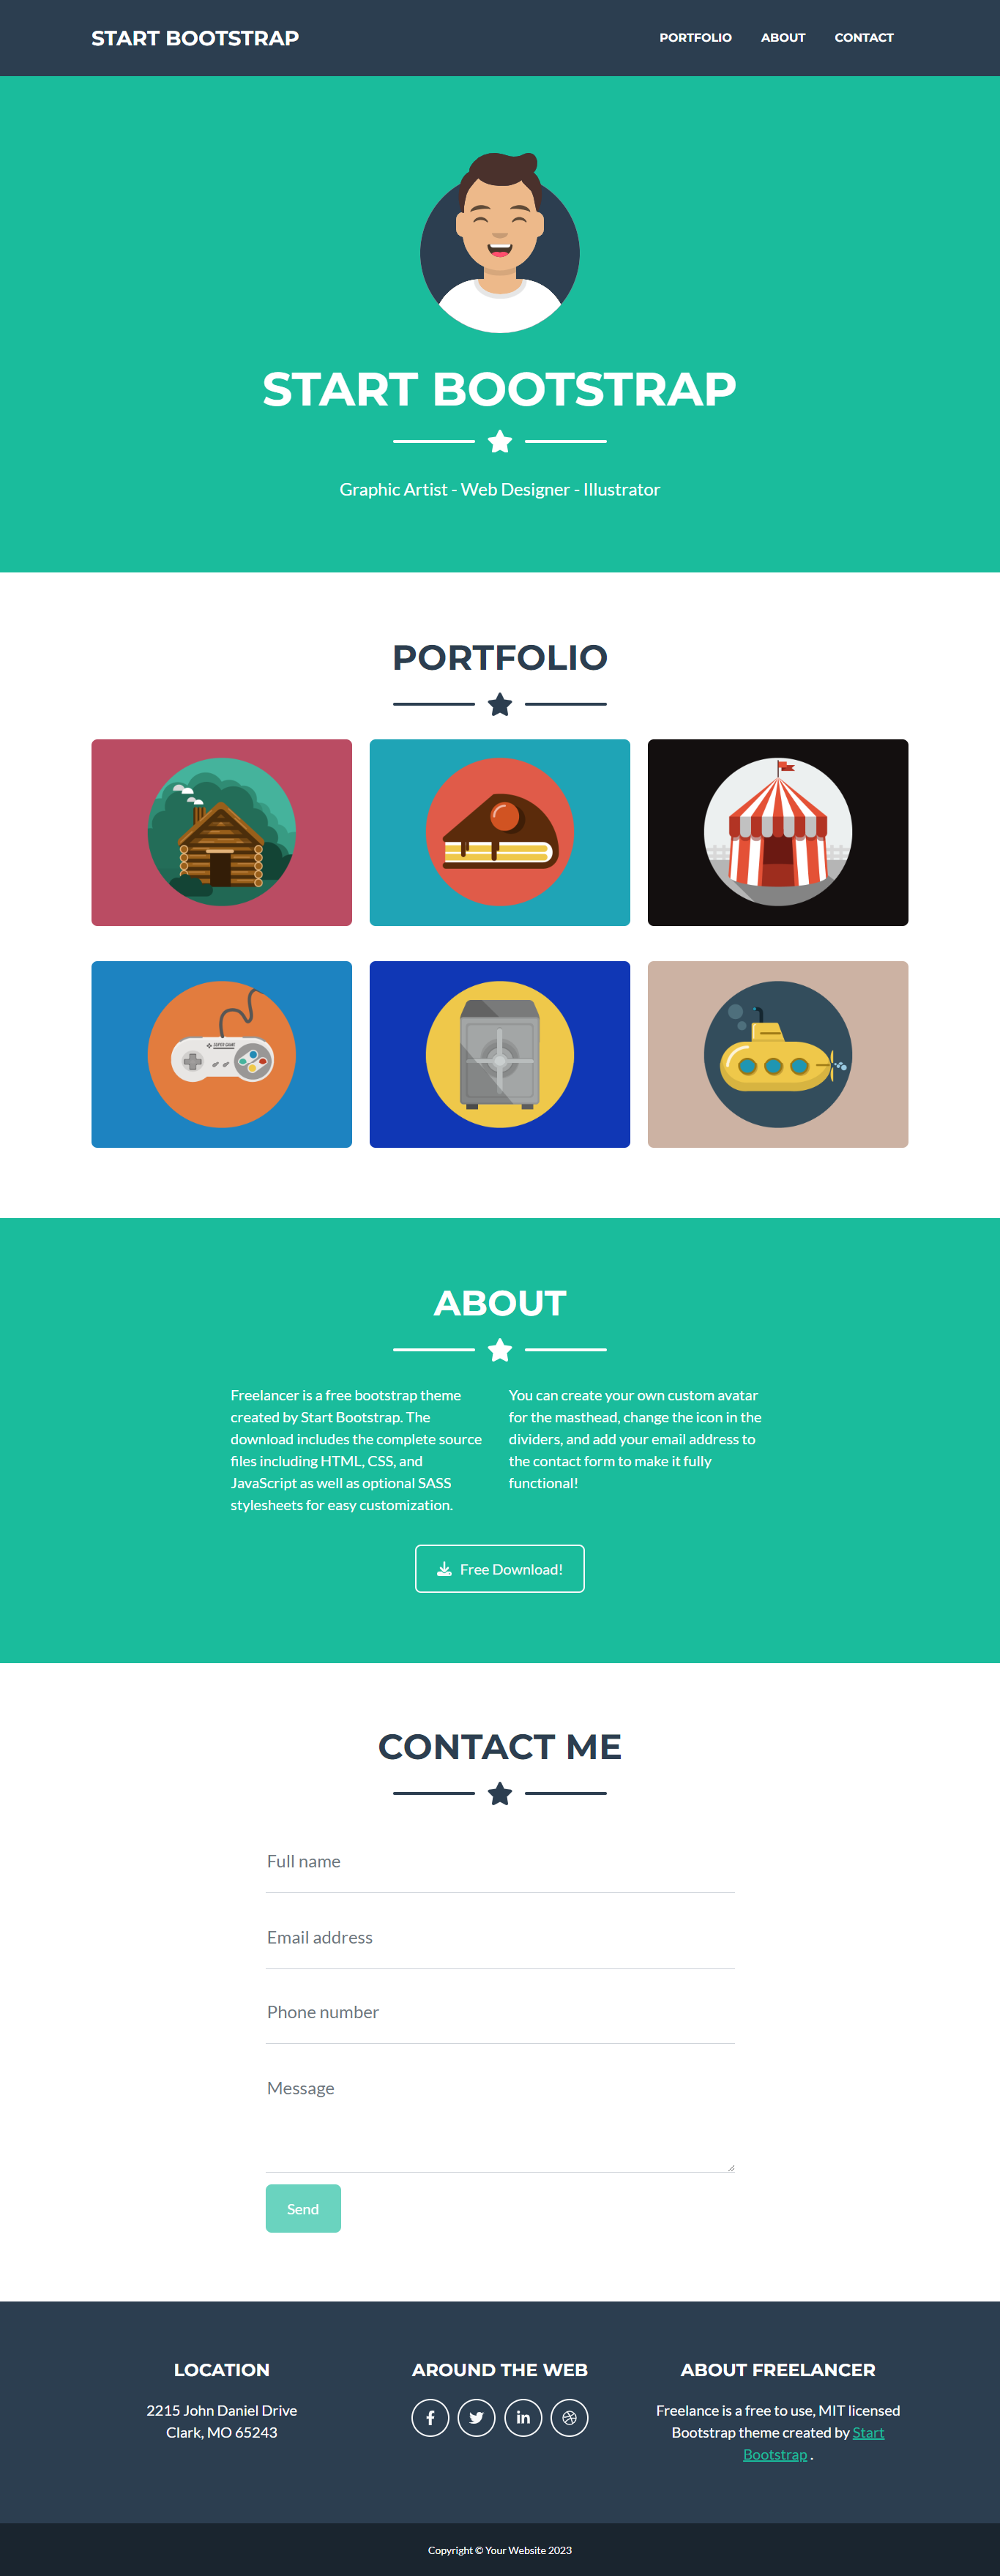 START BOOTSTRAP
PORTFOLIO
ABOUT
CONTACT
START BOOTSTRAP
Graphic Artist - Web Designer - Illustrator
PORTFOLIO
SUPER GAME
ABOUT
Freelancer is a free bootstrap theme
created by Start Bootstrap. The
download includes the complete source
files including HTML, CSS, and
JavaScript as well as optional SASS
stylesheets for easy customization.
You can create your own custom avatar
for the masthead, change the icon in the
dividers, and add your email address to
the contact form to make it fully
functional!
Free Download!
CONTACT ME
Full name
Email address
Phone number
Message
Send
LOCATION
2215 John Daniel Drive
Clark, MO 65243
AROUND THE WEB
ABOUT FREELANCER
Freelance is a free to use, MIT licensed
Bootstrap theme created by Start
Bootstrap .
Copyright © Your Website 2023